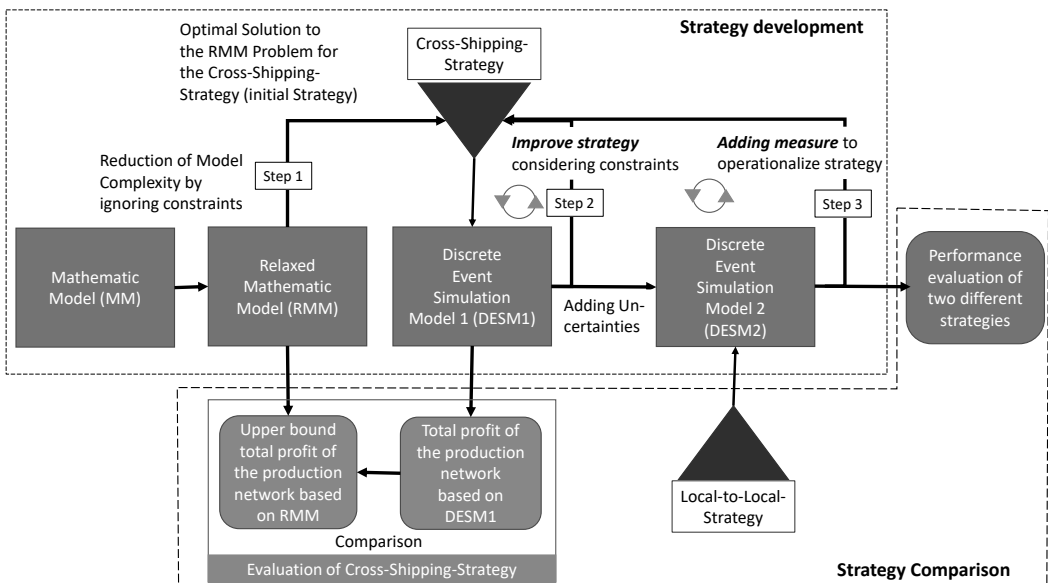 Strategy development
Optimal Solution to
the RMM Problem for
the Cross-Shipping-
Strategy (initial Strategy)
Cross-Shipping-
Strategy
Reduction of Model
Complexity by
ignoring constraints
Step 1
Improve strategy
considering constraints
Step 2
Adding measure to
operationalize strategy
Step 3
Mathematic
Model (MM)
Relaxed
Mathematic
Model (RMM)
Discrete
Event
Simulation
Model 1 (DESM1)
Adding Un-
certainties
Discrete
Event
Simulation
Model 2
(DESM2)
Performance
evaluation of
two different
strategies
Upper bound
total profit of
the production
network based
on RMM
Total profit of
the production
network
based on
DESM1
Comparison
Evaluation of Cross-Shipping-Strategy
Local-to-Local-
Strategy
Strategy Comparison